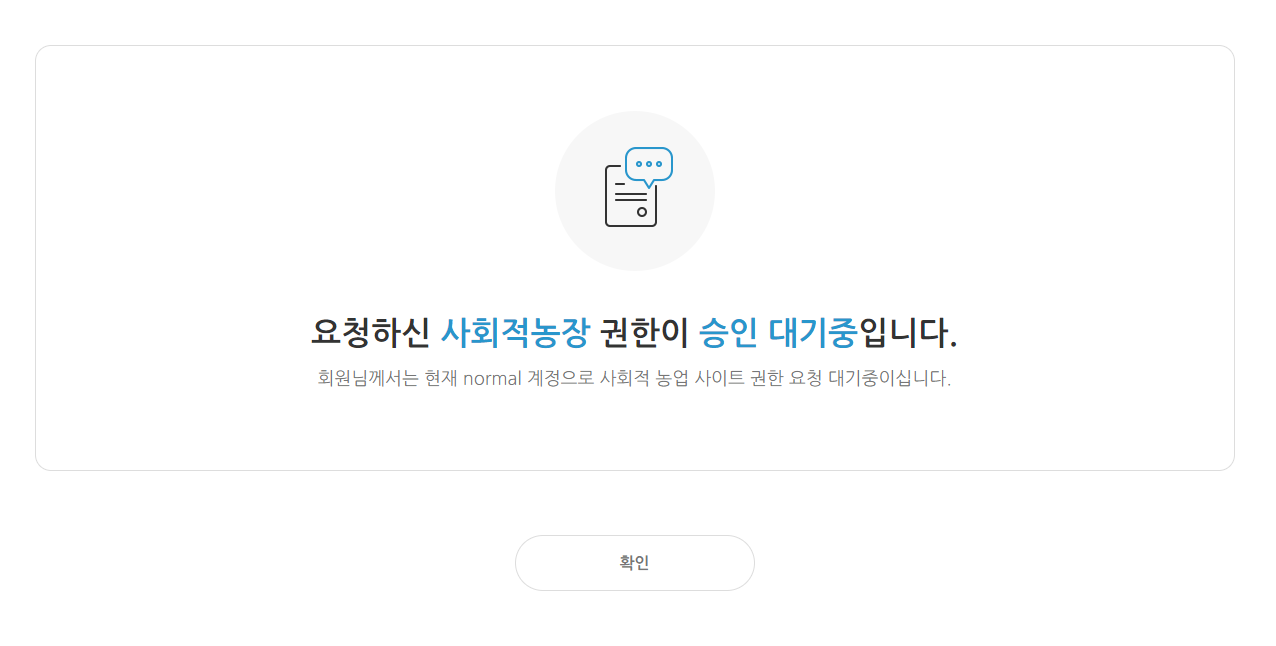 요청하신 사회적농장 권한이 승인 대기중입니다.
회원님께서는 현재 normal 계정으로 사회적 농업 사이트 권한 요청 대기중이십니다.
확인